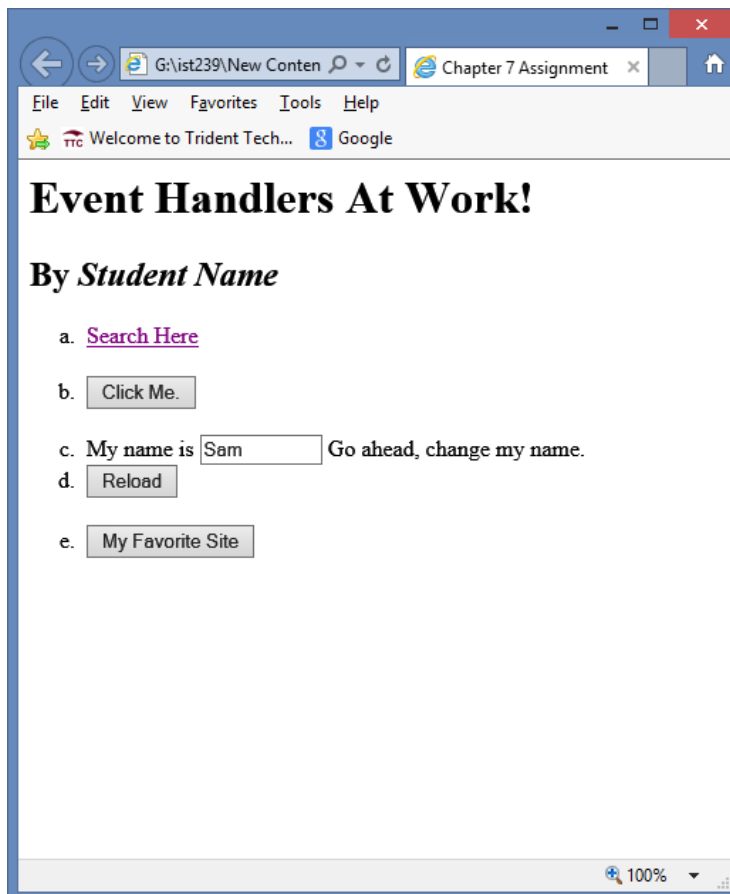 G:\ist239\New Conten
Chapter 7 Assignment
File Edit View Favorites Tools Help
TTC Welcome to Trident Tech... 8 Google
Event Handlers At Work!
By Student Name
a. Search Here
b. Click Me.
c. My name is Sam Go ahead, change my name.
d. Reload
e. My Favorite Site
100%